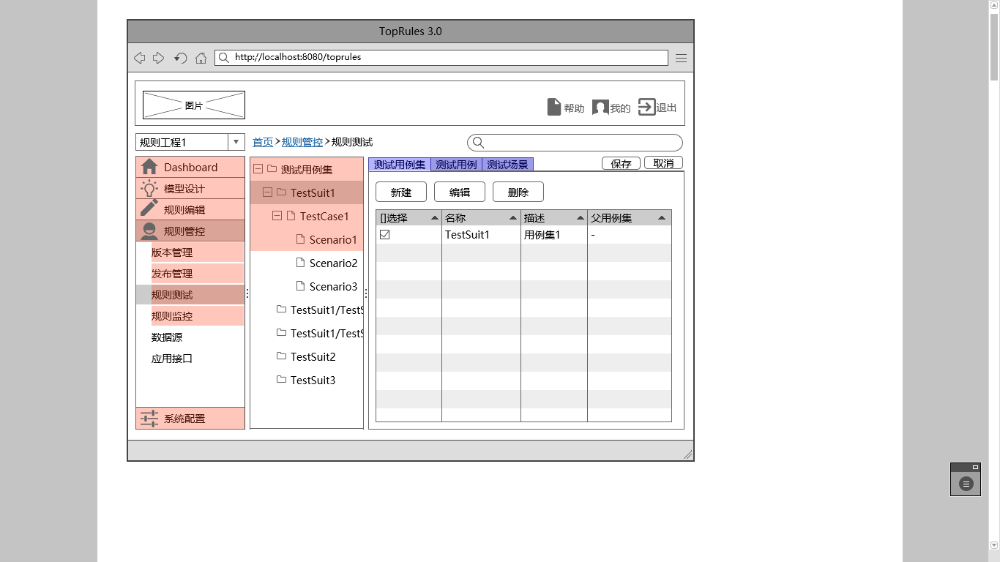 TopRules 3.0
http://localhost:8080/toprules
图片
帮助 我的 退出
规则工程1
首页 > 规则管控 > 规则测试
Dashboard
模型设计
规则编辑
规则管控
版本管理
发布管理
规则测试
规则监控
数据源
应用接口
系统配置
测试用例集
TestSuit1
TestCase1
Scenario1
Scenario2
Scenario3
TestSuit1/TestS
TestSuit1/TestS
TestSuit2
TestSuit3
测试用例集 测试用例 测试场景 保存 取消
新建 编辑 删除
[]选择 名称 描述 父用例集
TestSuit1 用例集1 -